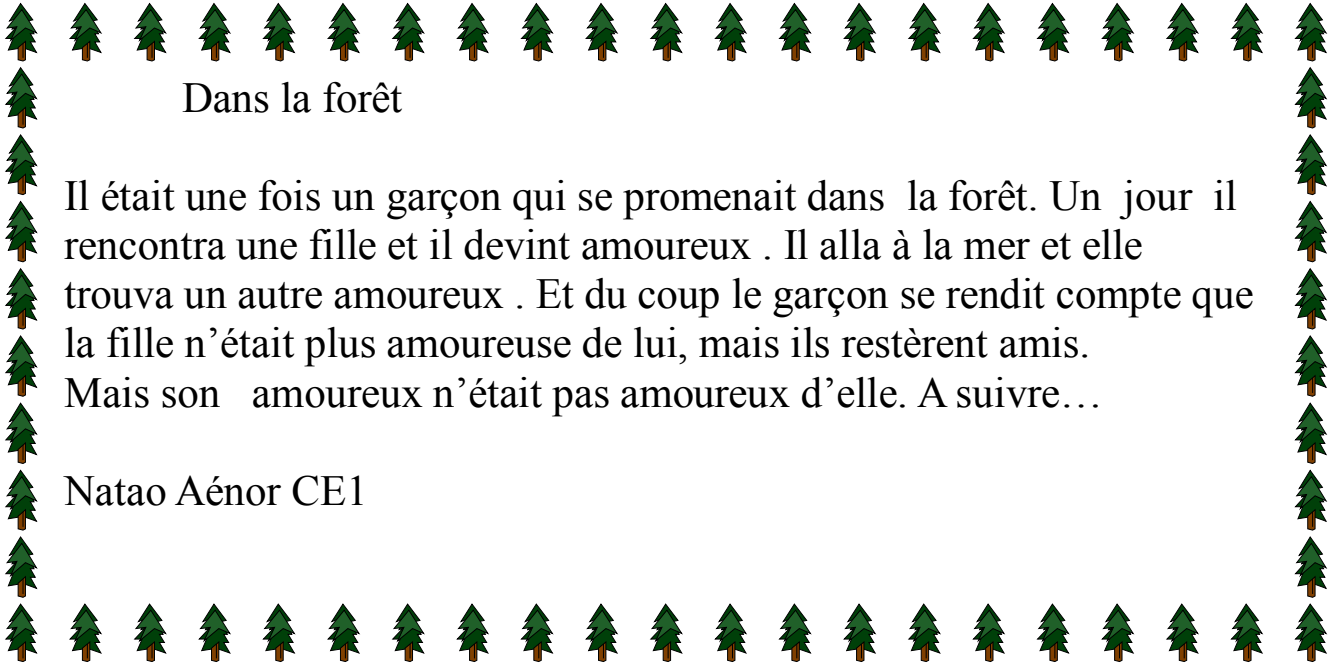 Dans la forêt
Il était une fois un garçon qui se promenait dans  la forêt. Un  jour  il
rencontra une fille et il devint amoureux . Il alla à la mer et elle
trouva un autre amoureux . Et du coup le garçon se rendit compte que
la fille n’était plus amoureuse de lui, mais ils restèrent amis.
Mais son   amoureux n’était pas amoureux d’elle. A suivre…
Natao Aénor CE1